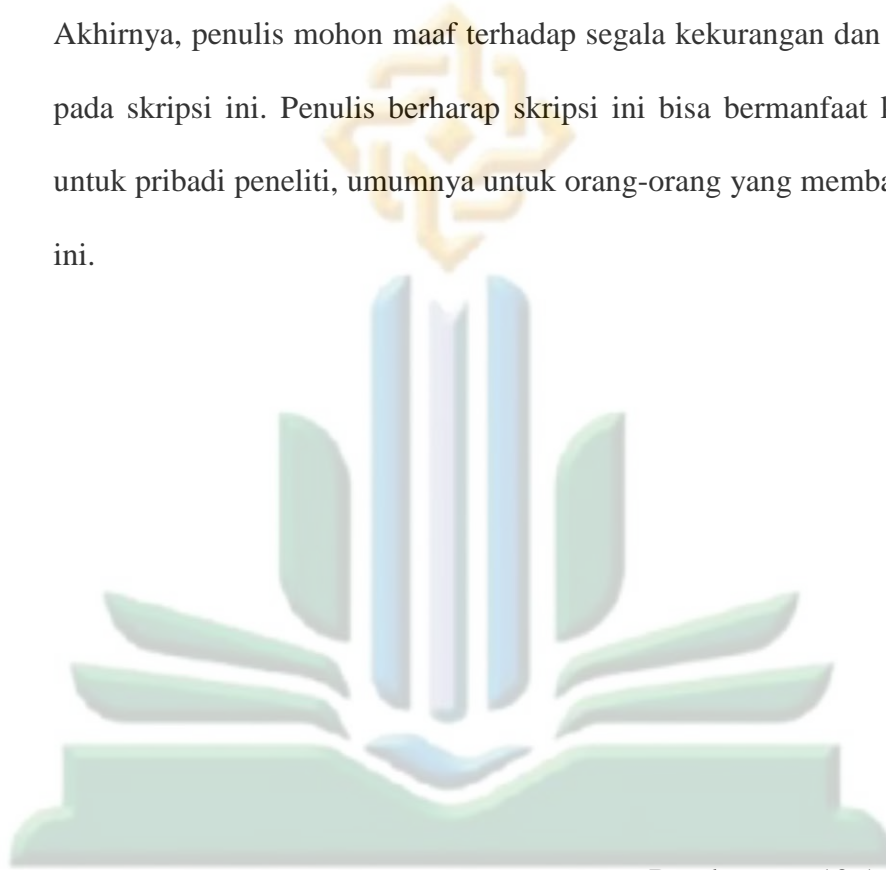 Akhirnya, penulis mohon maaf terhadap segala kekurangan dan
pada skripsi ini. Penulis berharap skripsi ini bisa bermanfaat
untuk pribadi peneliti, umumnya untuk orang-orang yang
ini.